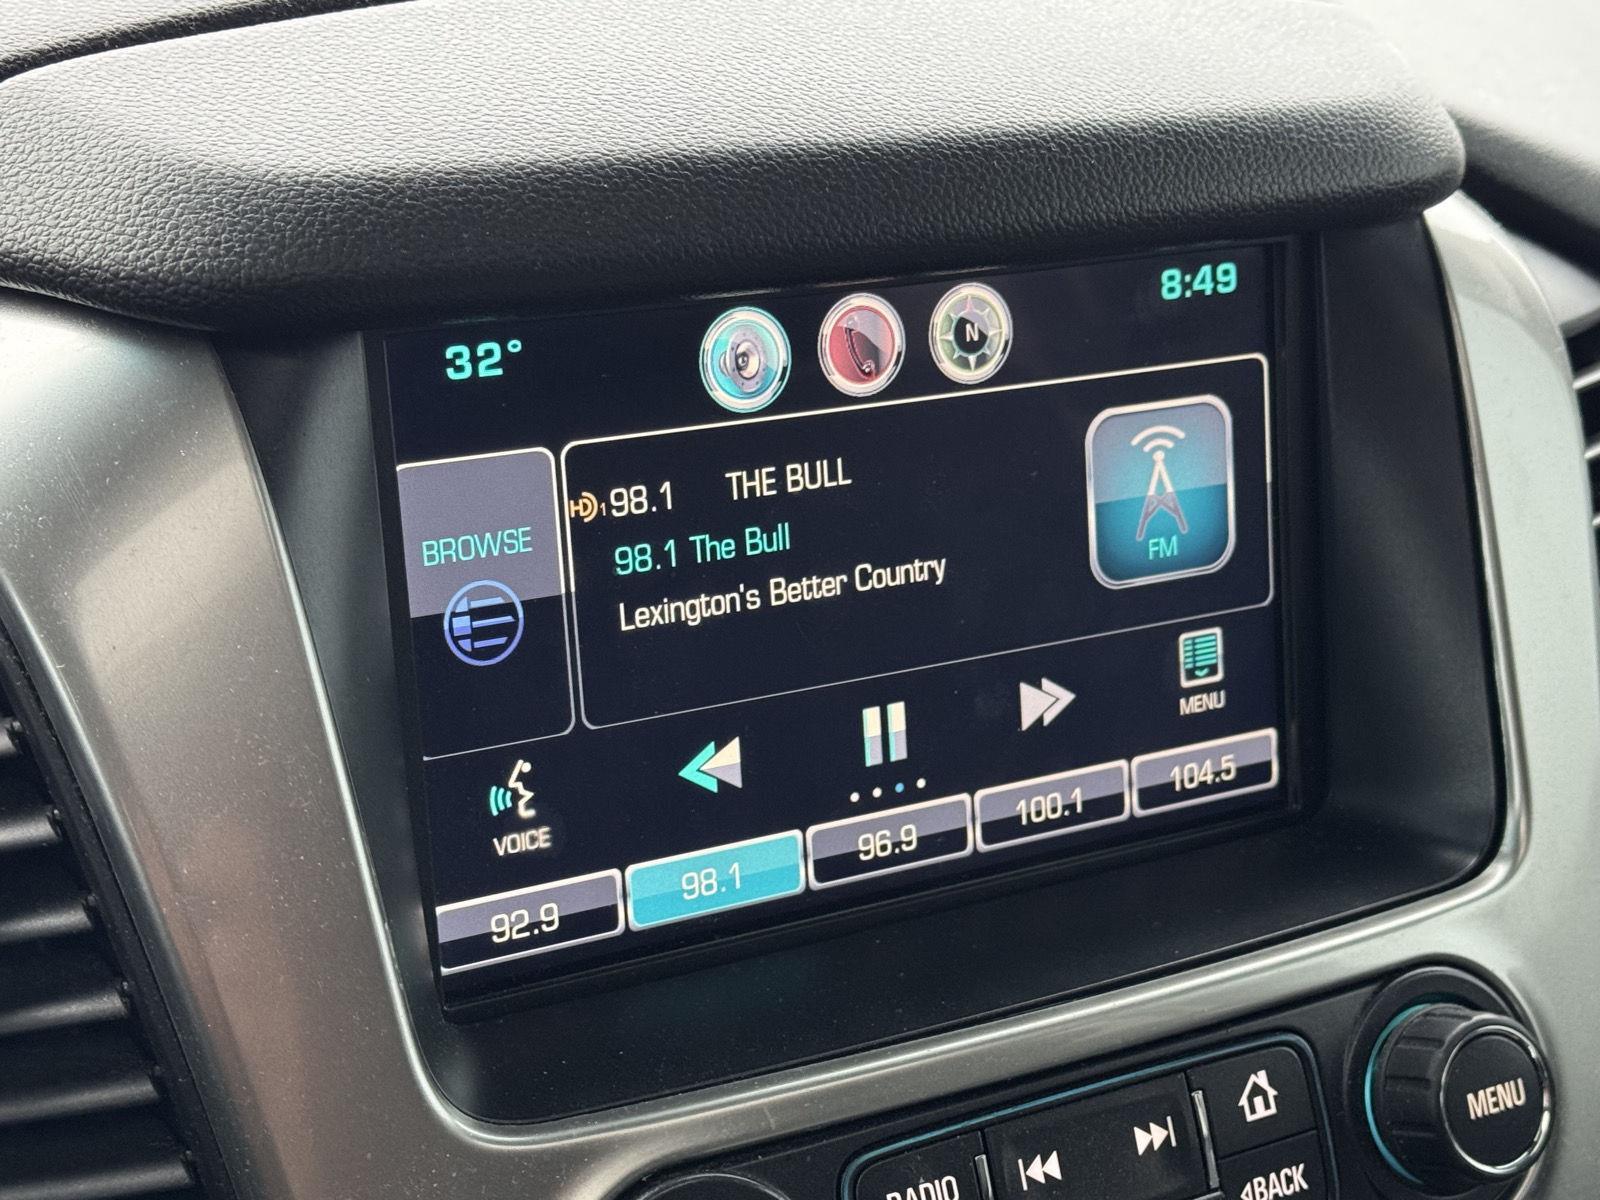 32°
N
8:49
BROWSE
HD1 98.1 THE BULL
98.1 The Bull
Lexington's Better Country
FM
VOICE
MENU
92.9
98.1
96.9
100.1
104.5
RADIO
BACK
MENU